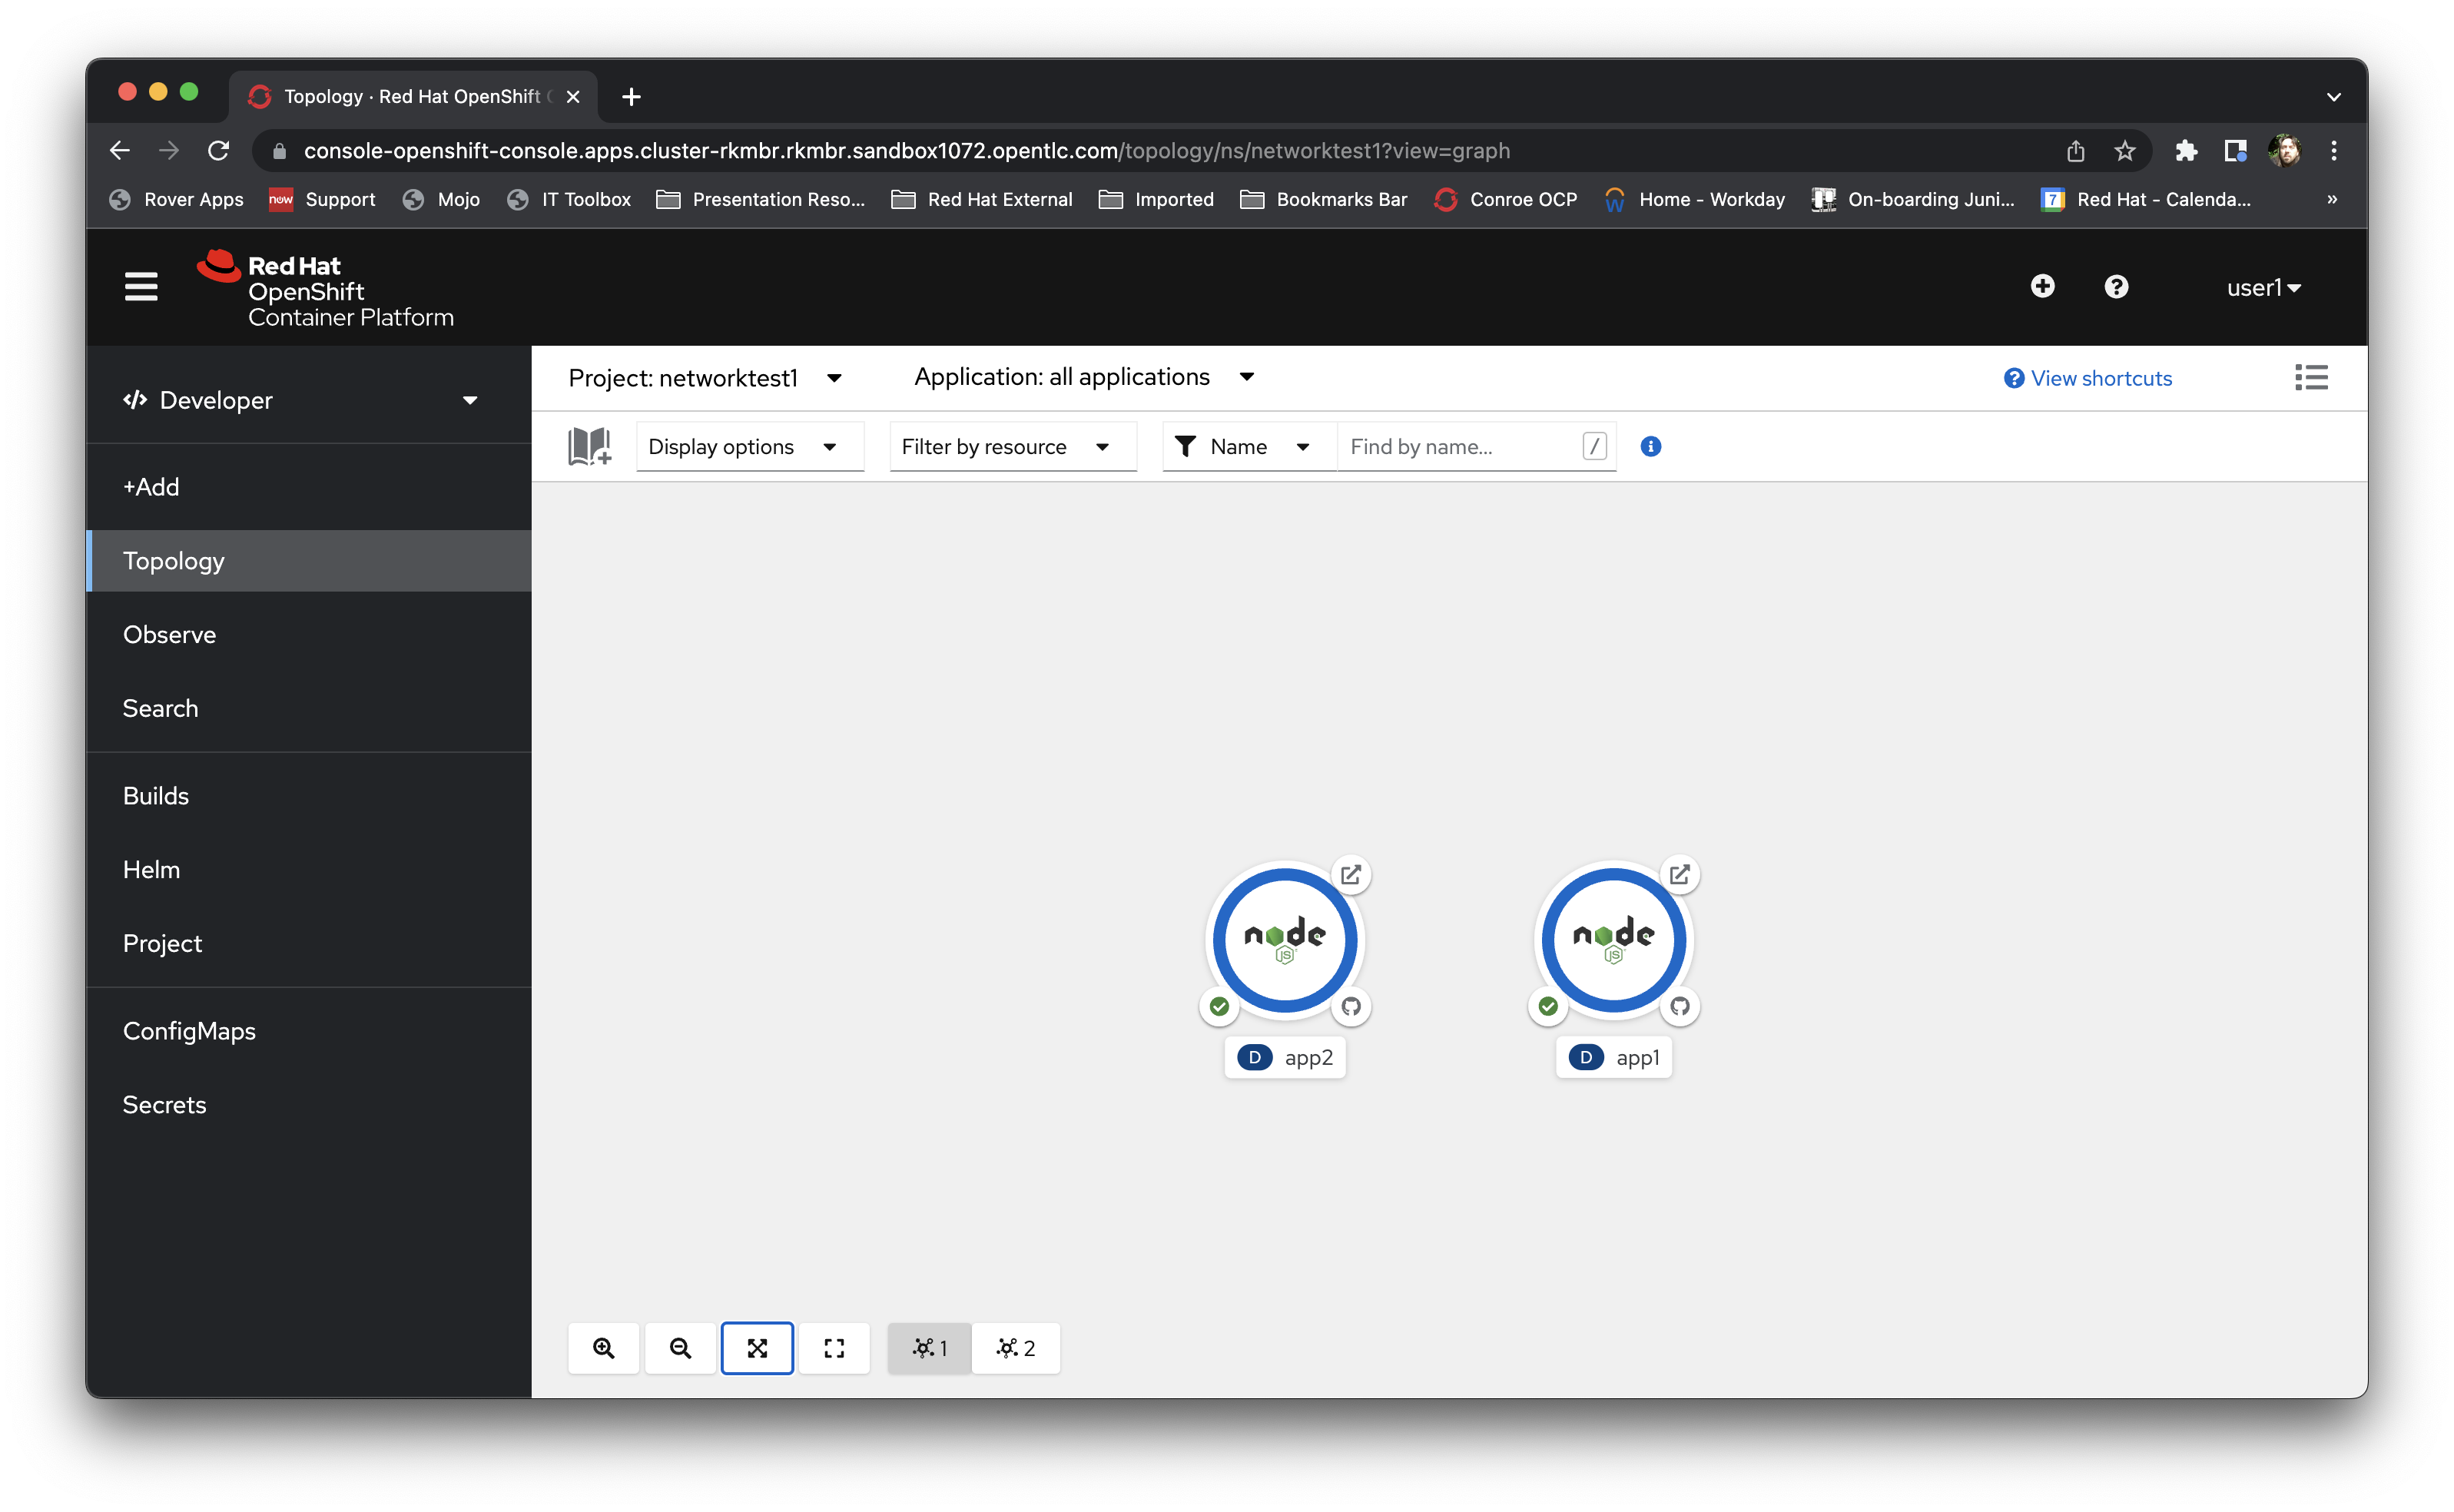 Topology · Red Hat OpenShift
console-openshift-console.apps.cluster-rkmbr.rkmbr.sandbox1072.opentlc.com/topology/ns/networktest1?view=graph
Rover Apps now Support Mojo IT Toolbox Presentation Reso... Red Hat External Imported Bookmarks Bar Conroe OCP W Home - Workday On-boarding Juni... 7 Red Hat - Calenda... »
Red Hat
OpenShift
Container Platform
user1
Developer
+Add
Topology
Observe
Search
Builds
Helm
Project
ConfigMaps
Secrets
Project: networktest1 Application: all applications View shortcuts
Display options Filter by resource Name Find by name... /
node
JS
D app2
node
JS
D app1
1 2